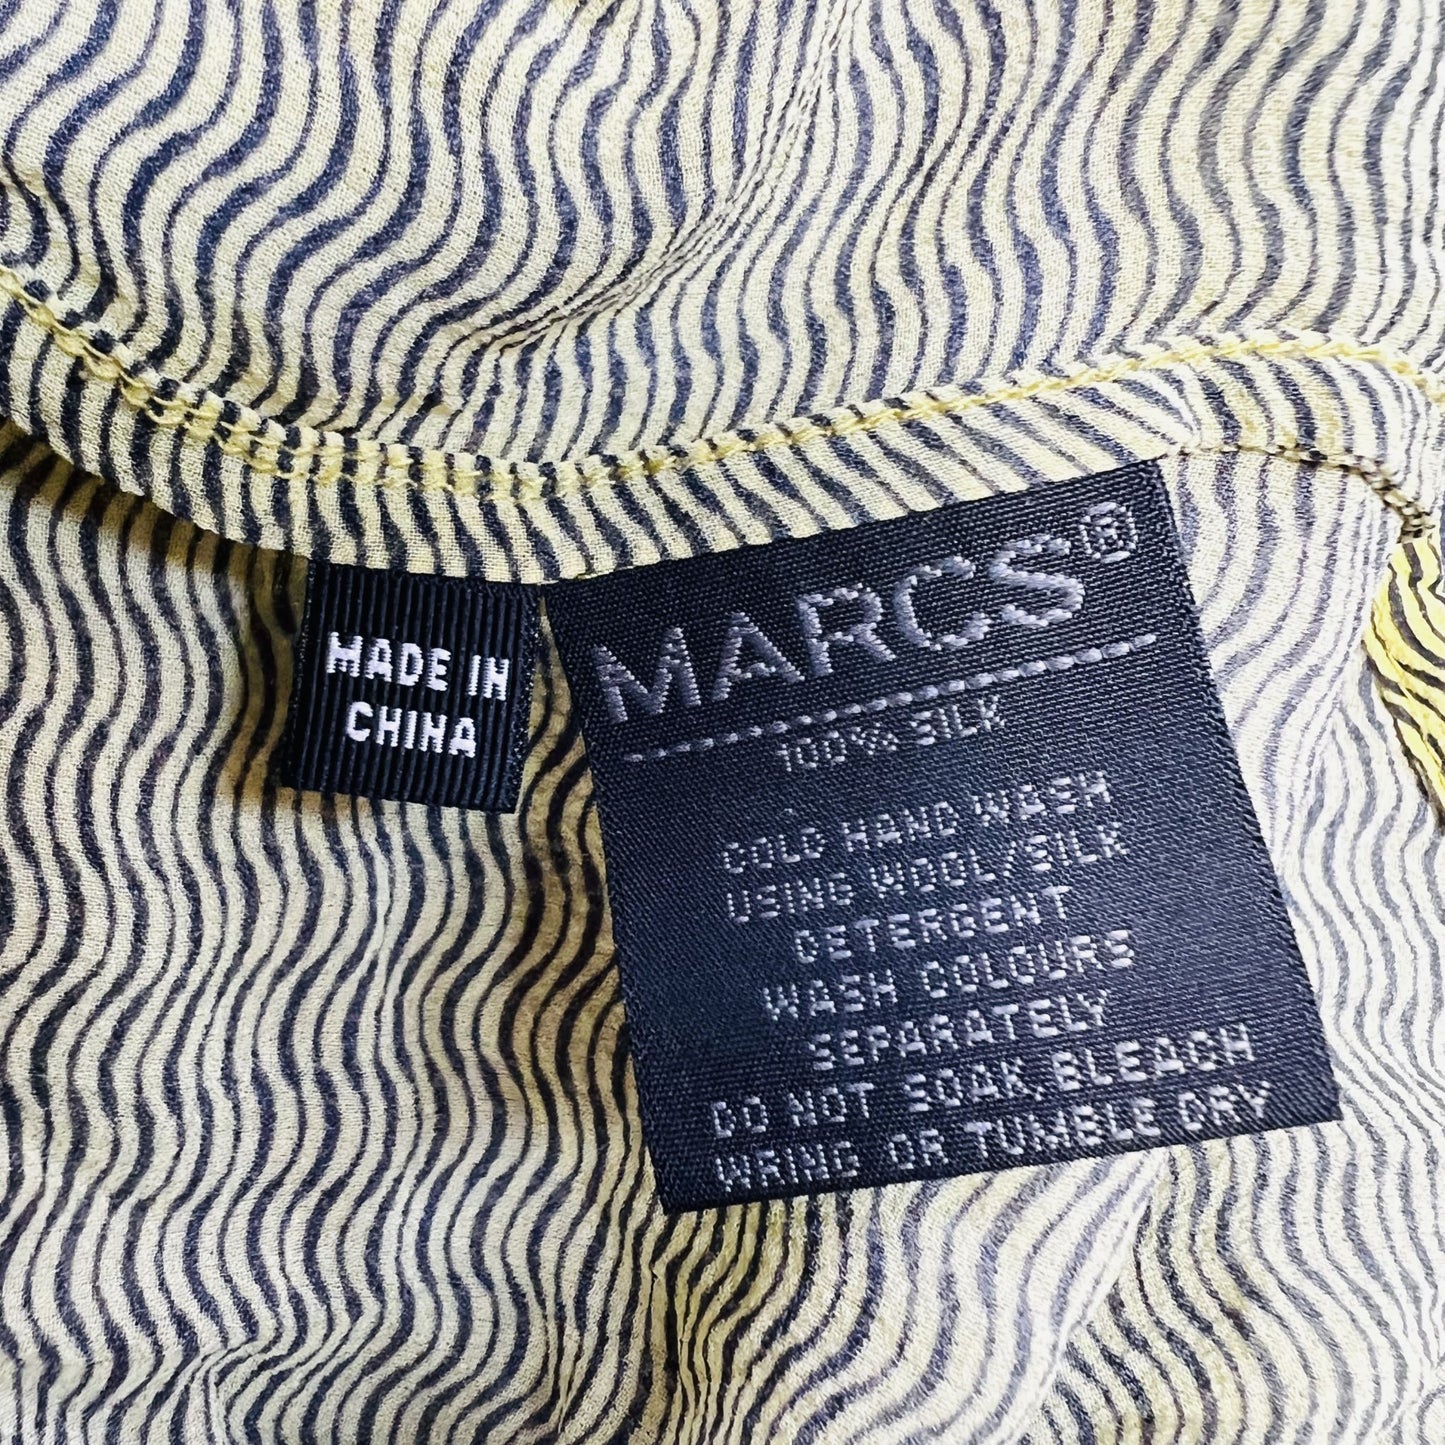 MADE IN
CHINA
MARCS®
100% SILK
COLD HAND WASH
USING WOOL/SILK
DETERGENT
WASH COLOURS
SEPARATELY
DO NOT SOAK, BLEACH
WRING OR TUMBLE DRY